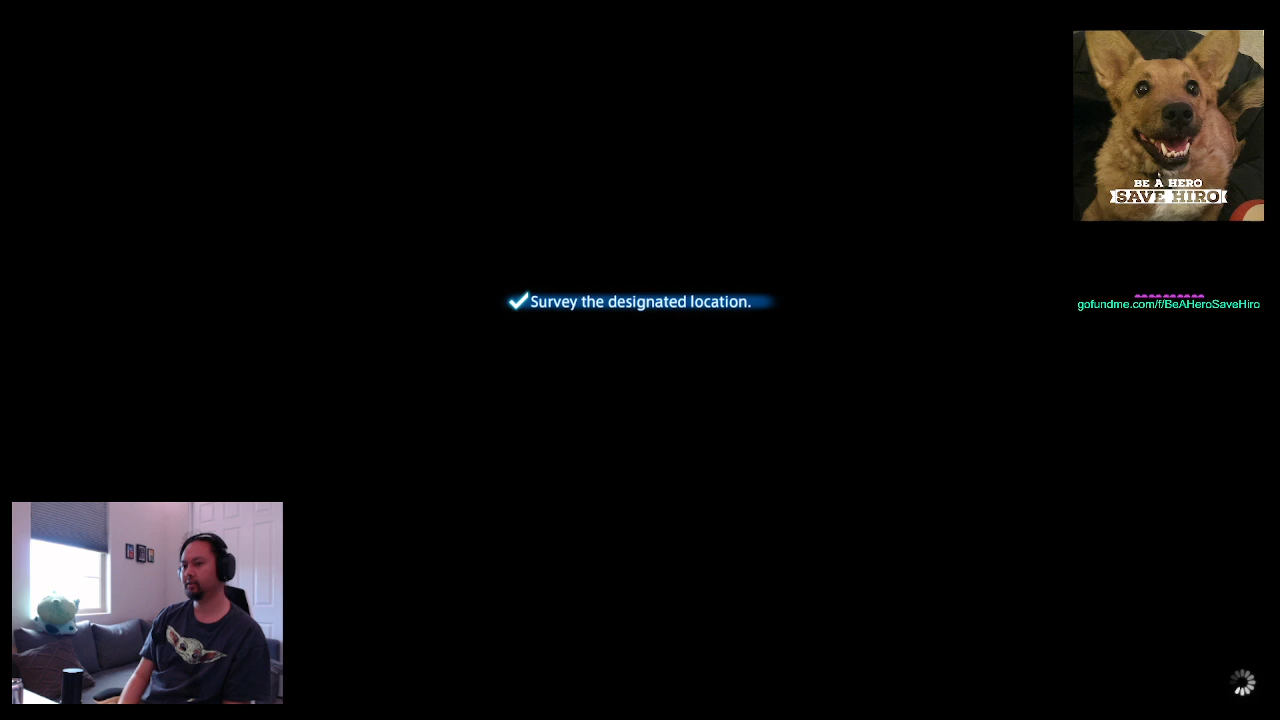 BE A HERO
SAVE HIRO
Survey the designated location.
gofundme.com/f/BeAHeroSaveHiro